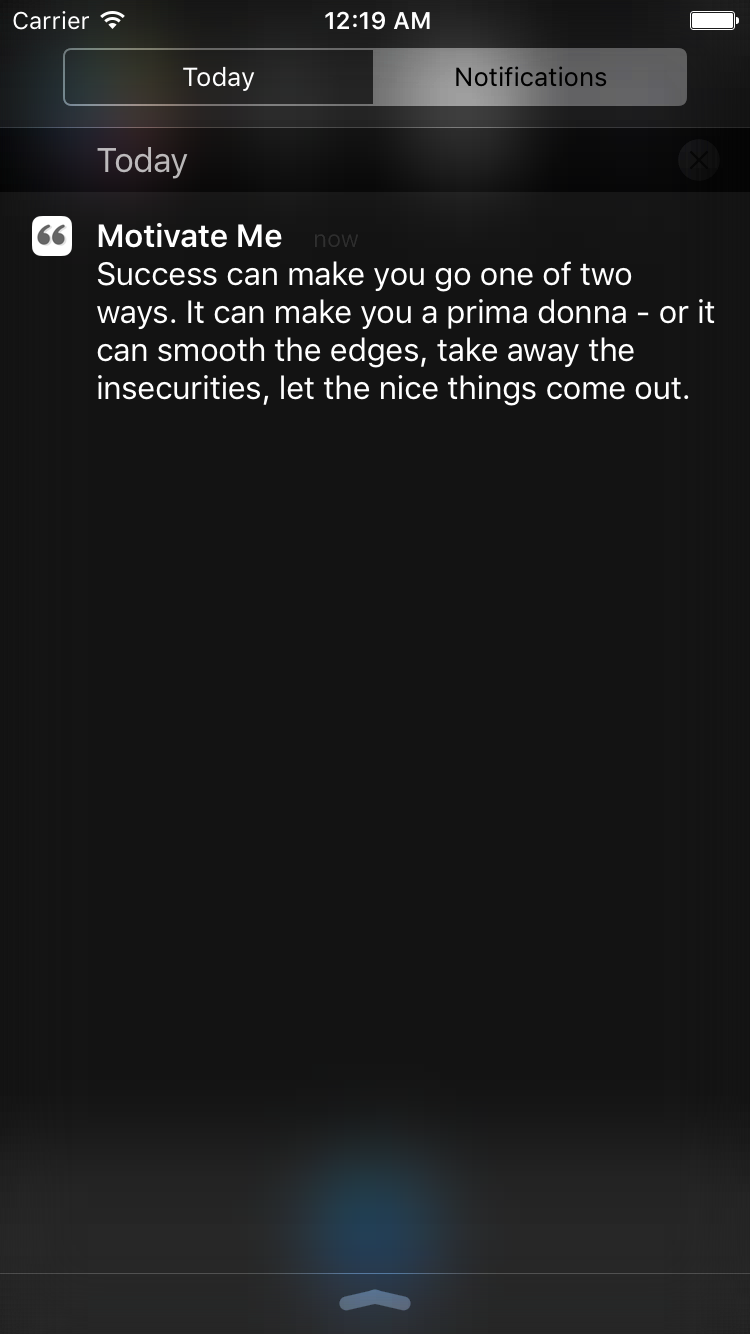 Carrier 12:19 AM
Today Notifications
Today
Motivate Me now
Success can make you go one of two
ways. It can make you a prima donna - or it
can smooth the edges, take away the
insecurities, let the nice things come out.